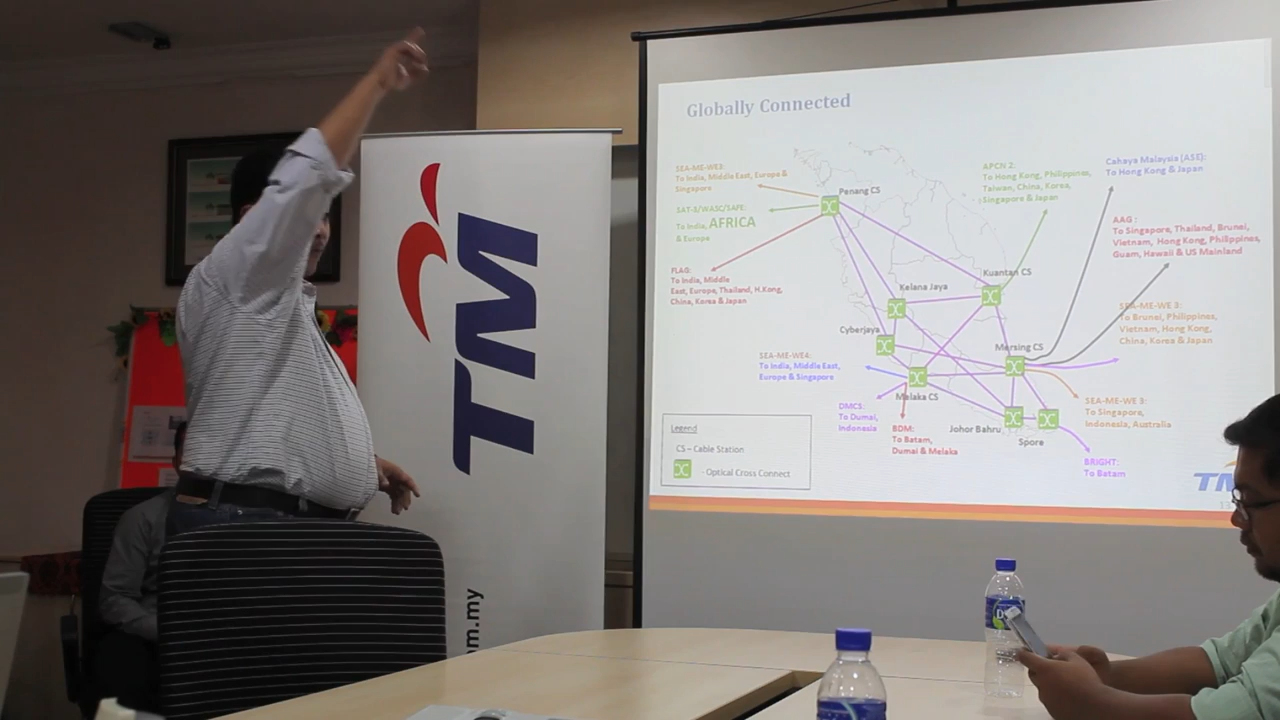 Globally Connected
SEA-ME-WE3:
To India, Middle East, Europe &
Singapore
SAT-3/WASC/SAFE:
To India, AFRICA
& Europe
FLAG:
To India, Middle
East, Europe, Thailand, H.Kong,
China, Korea & Japan
Penang CS
APCN 2:
To Hong Kong, Philippines,
Taiwan, China, Korea,
Singapore & Japan
Cahaya Malaysia (ASE):
To Hong Kong & Japan
AAG :
To Singapore, Thailand, Brunei,
Vietnam, Hong Kong, Philippines,
Guam, Hawaii & US Mainland
Kuantan CS
Kelana Jaya
Cyberjaya
SEA-ME-WE 3:
To Brunei, Philippines,
Vietnam, Hong Kong,
China, Korea & Japan
Mersing CS
SEA-ME-WE4:
To India, Middle East,
Europe & Singapore
Melaka CS
DMCS:
To Dumai,
Indonesia
BDM:
To Batam,
Dumai & Melaka
Johor Bahru
Spore
SEA-ME-WE 3:
To Singapore,
Indonesia, Australia
BRIGHT:
To Batam
Legend
CS – Cable Station
- Optical Cross Connect
TM
13
TM
m.my